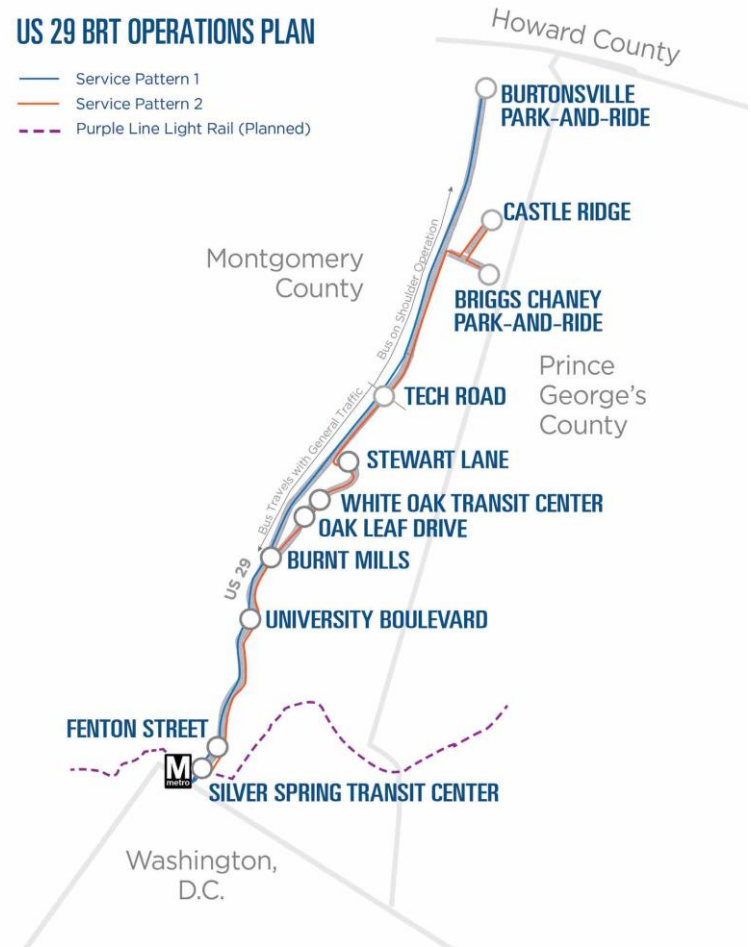 US 29 BRT OPERATIONS PLAN
Service Pattern 1
Service Pattern 2
Purple Line Light Rail (Planned)
Howard County
BURTONSVILLE
PARK-AND-RIDE
CASTLE RIDGE
Montgomery
County
Bus on Shoulder Operation
BRIGGS CHANEY
PARK-AND-RIDE
Prince
George's
County
TECH ROAD
Bus Travels with General Traffic
STEWART LANE
WHITE OAK TRANSIT CENTER
OAK LEAF DRIVE
BURNT MILLS
US 29
UNIVERSITY BOULEVARD
FENTON STREET
M
metro
SILVER SPRING TRANSIT CENTER
Washington,
D.C.